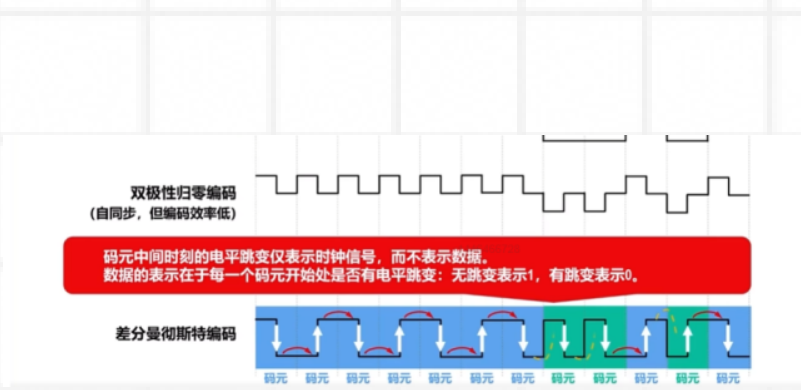 双极性归零编码
（自同步，但编码效率低）
码元中间时刻的电平跳变仅表示时钟信号，而不表示数据。
数据的表示在于每一个码元开始处是否有电平跳变：无跳变表示1，有跳变表示0。
差分曼彻斯特编码
码元 码元 码元 码元 码元 码元 码元 码元 码元 码元 码元 码元